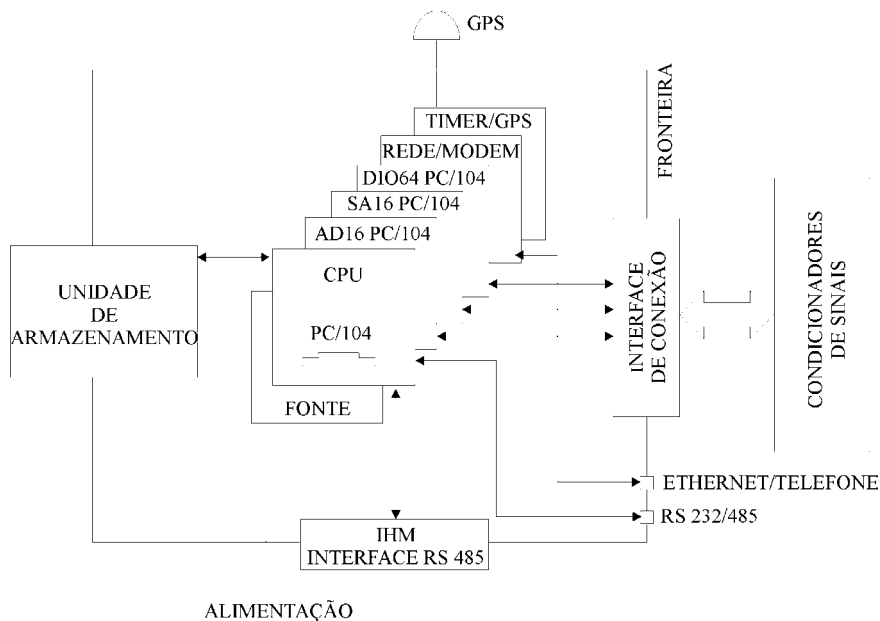 GPS
TIMER/GPS
REDE/MODEM
DIO64 PC/104
SA16 PC/104
AD16 PC/104
CPU
PC/104
FONTE
UNIDADE
DE
ARMAZENAMENTO
FRONTEIRA
INTERFACE
DE CONEXÃO
CONDICIONADORES
DE SINAIS
ETHERNET/TELEFONE
RS 232/485
IHM
INTERFACE RS 485
ALIMENTAÇÃO